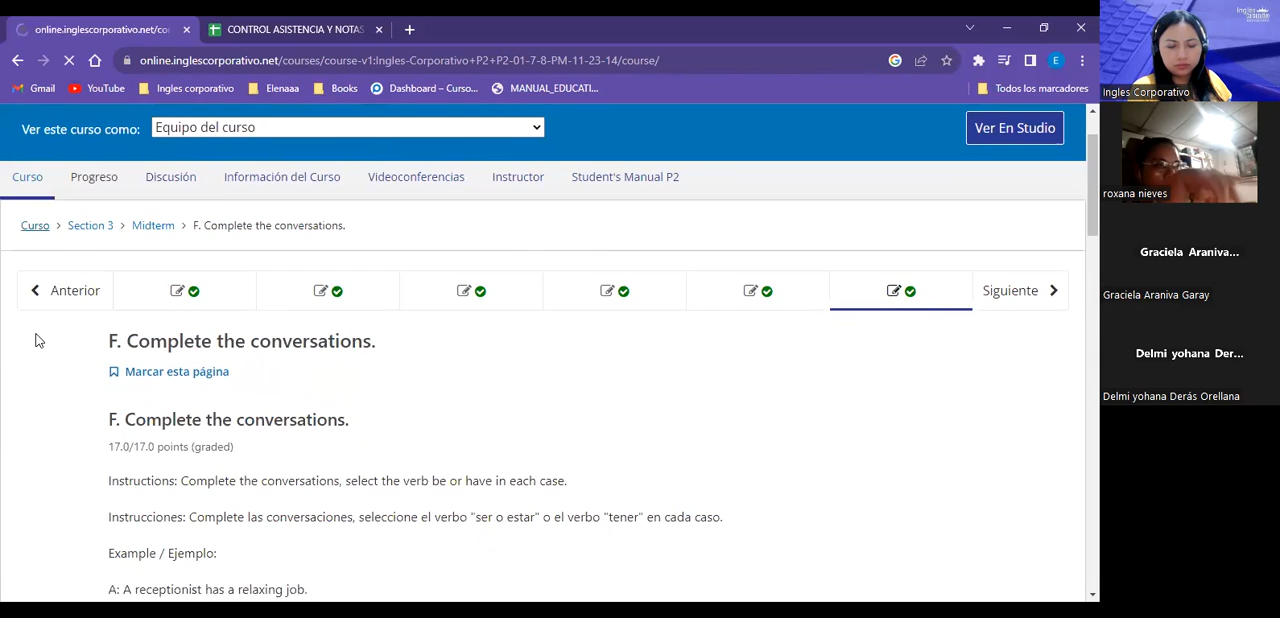 online.inglescorporativo.net/co
CONTROL ASISTENCIA Y NOTAS
online.inglescorporativo.net/courses/course-v1:Ingles-Corporativo+P2+P2-01-7-8-PM-11-23-14/course/
E
Gmail
YouTube
Ingles corporativo
Elenaaa
Books
Dashboard – Curso...
MANUAL_EDUCATI...
Todos los marcadores
Ver este curso como:
Equipo del curso
Ver En Studio
Curso
Progreso
Discusión
Información del Curso
Videoconferencias
Instructor
Student's Manual P2
Curso > Section 3 > Midterm > F. Complete the conversations.
Anterior
Siguiente
F. Complete the conversations.
Marcar esta página
F. Complete the conversations.
17.0/17.0 points (graded)
Instructions: Complete the conversations, select the verb be or have in each case.
Instrucciones: Complete las conversaciones, seleccione el verbo "ser o estar" o el verbo "tener" en cada caso.
Example / Ejemplo:
A: A receptionist has a relaxing job.
Ingles Corporativo
roxana nieves
Graciela Araniva...
Graciela Araniva Garay
Delmi yohana Der...
Delmi yohana Derás Orellana